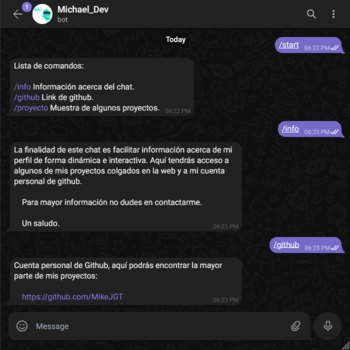 1
Michael_Dev
bot
Today
/start 06:22 PM
Lista de comandos:
/info Información acerca del chat.
/github Link de github.
/proyecto Muestra de algunos proyectos.
06:23 PM
/info 06:23 PM
La finalidad de este chat es facilitar información acerca de mi
perfil de forma dinámica e interactiva. Aquí tendrás acceso a
algunos de mis proyectos colgados en la web y a mi cuenta
personal de github.
Para mayor información no dudes en contactarme.
Un saludo.
06:23 PM
/github 06:23 PM
Cuenta personal de Github, aquí podrás encontrar la mayor
parte de mis proyectos:
https://github.com/MikeJGT
06:23 PM
Message